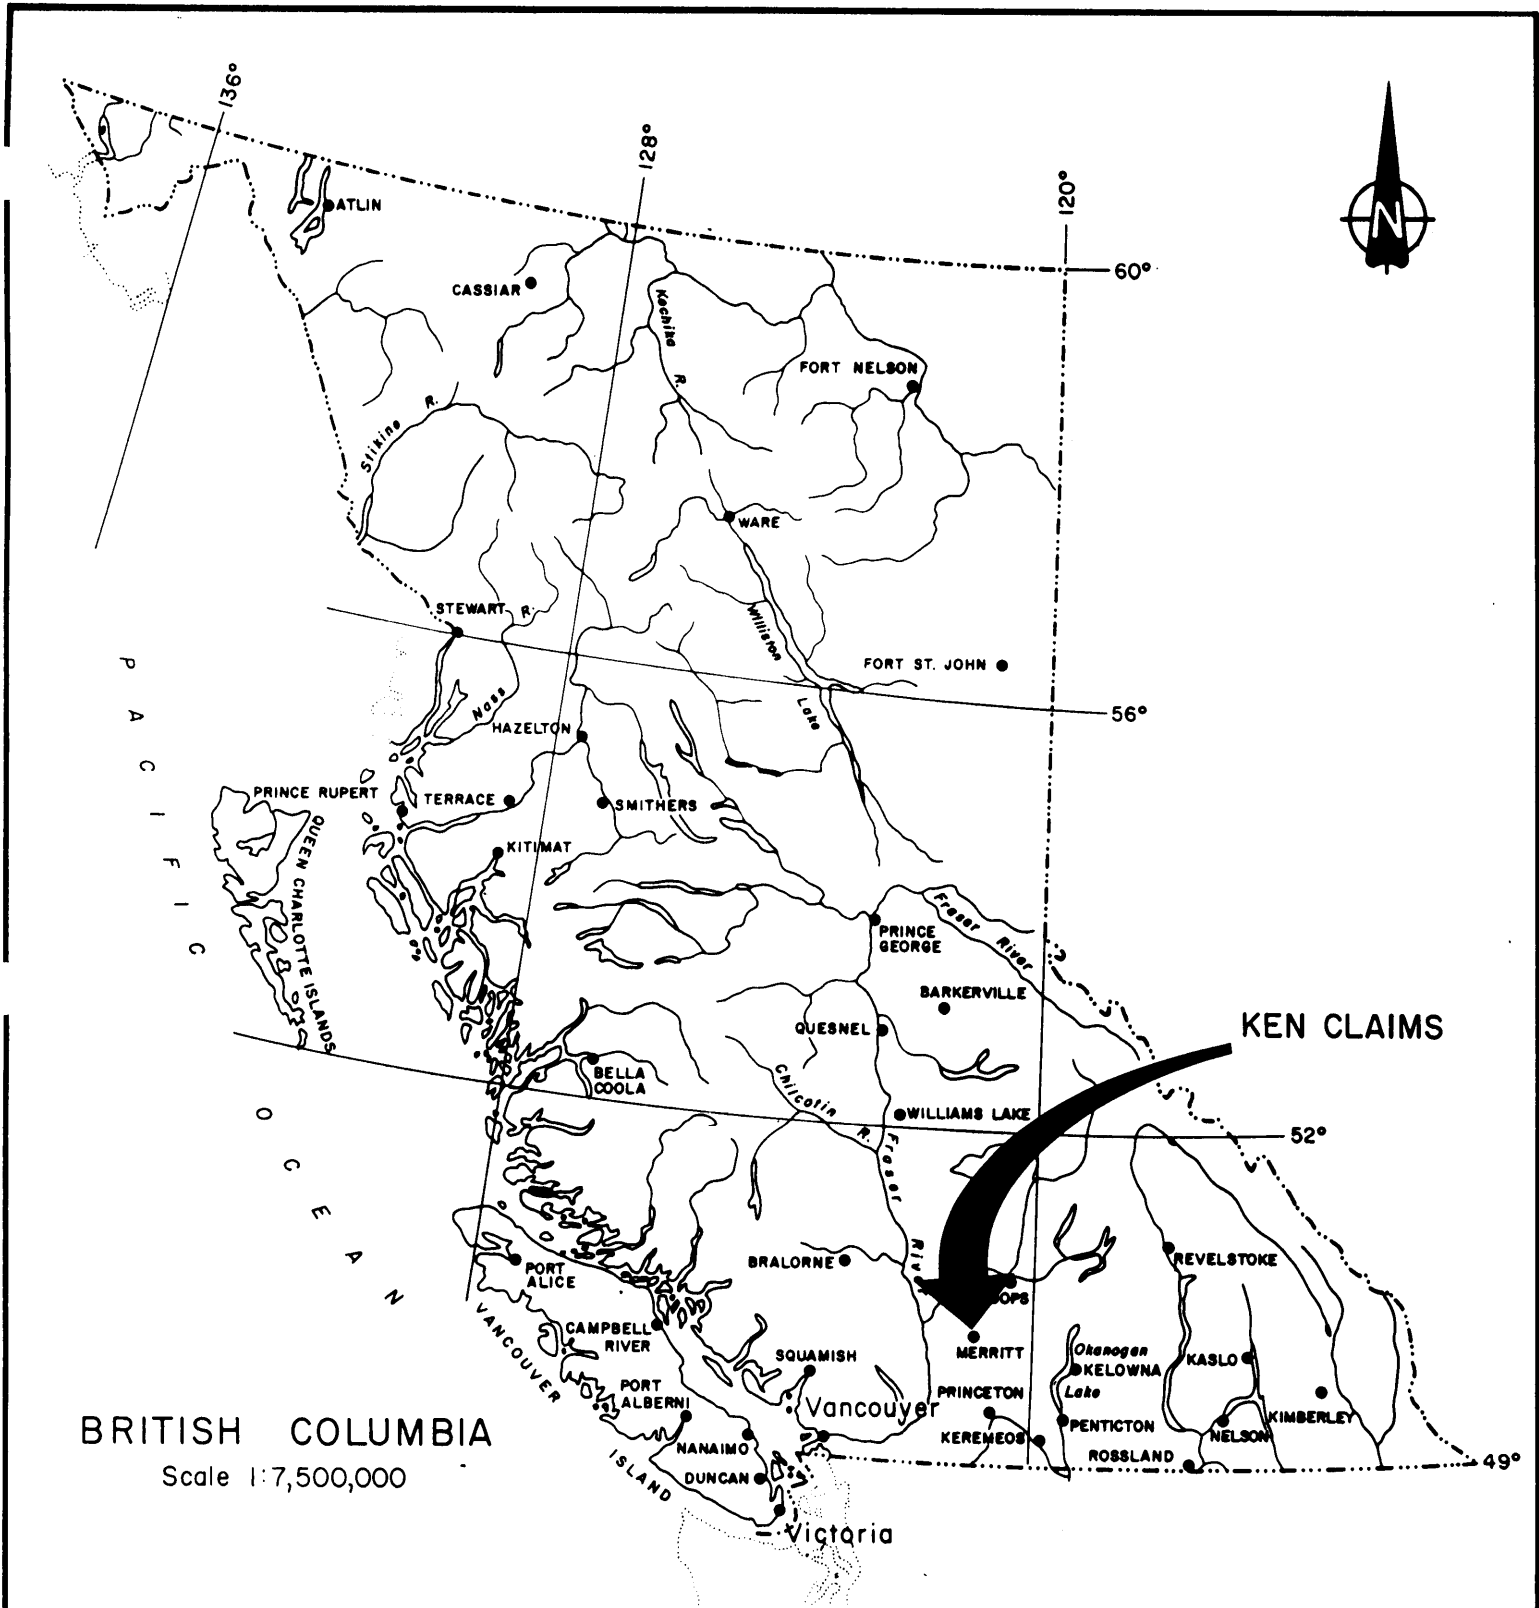 136°
128°
120°
N
ATLIN
60°
CASSIAR
Kechika
R.
FORT NELSON
Stikine R.
WARE
STEWART
R.
Williston
Lake
FORT ST. JOHN
Nass
56°
HAZELTON
PRINCE RUPERT
TERRACE
SMITHERS
KITIMAT
QUEEN CHARLOTTE ISLANDS
PACIFIC
OCEAN
PRINCE
GEORGE
Fraser River
BARKERVILLE
QUESNEL
KEN CLAIMS
BELLA
COOLA
Chilcotin
R.
WILLIAMS LAKE
52°
Fraser
BRALORNE
REVELSTOKE
PORT
ALICE
VANCOUVER
ISLAND
CAMPBELL
RIVER
MERRITT
SQUAMISH
Okanogan
Lake
KELOWNA
KASLO
PORT
ALBERNI
PRINCETON
Vancouver
PENTICTON
KIMBERLEY
NELSON
KEREMEOS
NANAIMO
ROSSLAND
49°
DUNCAN
Victoria
BRITISH COLUMBIA
Scale 1:7,500,000